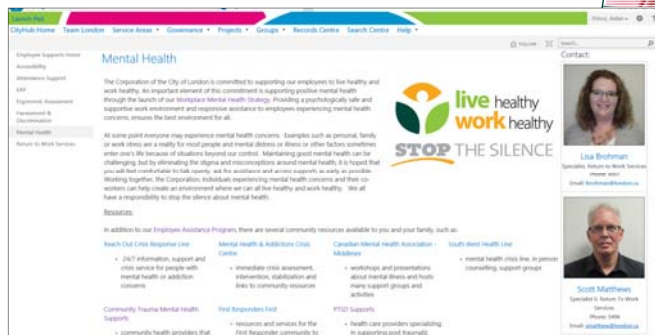 Launch Pad
CityHub Home Team London Service Areas Governance Projects Groups Records Centre Search Centre Help
FOLLOW
Search...
Employee Supports Home
Accessibility
Attendance Support
EAP
Ergonomic Assessment
Harassment &
Discrimination
Mental Health
Return to Work Services
Mental Health
The Corporation of the City of London is committed to supporting our employees to live healthy and
work healthy. An important element of this commitment is supporting positive mental health
through the launch of our Workplace Mental Health Strategy. Providing a psychologically safe and
supportive work environment and responsive assistance to employees experiencing mental health
concerns, ensures the best environment for all.
At some point everyone may experience mental health concerns. Examples such as personal, family
or work stress are a reality for most people and mental distress or illness or other factors sometimes
enter one's life because of situations beyond our control. Maintaining good mental health can be
challenging, but by eliminating the stigma and misconceptions around mental health, it is hoped that
you will feel comfortable to talk openly, ask for assistance and access supports as early as possible.
Working together, the Corporation, individuals experiencing mental health concerns and their co-
workers can help create an environment where we can all live healthy and work healthy. We all
have a responsibility to stop the silence about mental health.
live healthy
work healthy
STOP THE SILENCE
Resources:
In addition to our Employee Assistance Program, there are several community resources available to you and your family, such as:
Reach Out Crisis Response Line
24/7 information, support and
crisis service for people with
mental health or addiction
concerns
Mental Health & Addictions Crisis
Centre
immediate crisis assessment,
intervention, stabilization and
links to community resources
Canadian Mental Health Association -
Middlesex
workshops and presentations
about mental illness and hosts
many support groups and
activities
South West Health Line
mental health crisis line, in person
counselling, support groups
Community Trauma Mental Health
Supports
community health providers that
First Responders First
resources and services for the
First Responder community to
PTSD Supports
health care providers specializing
in supporting post traumatic
Contact:
Lisa Brohman
Specialist, Return To Work Services
Email: lbrohman@london.ca
Scott Matthews
Specialist II, Return To Work
Services
Phone: 5496
Email: smatthew@london.ca